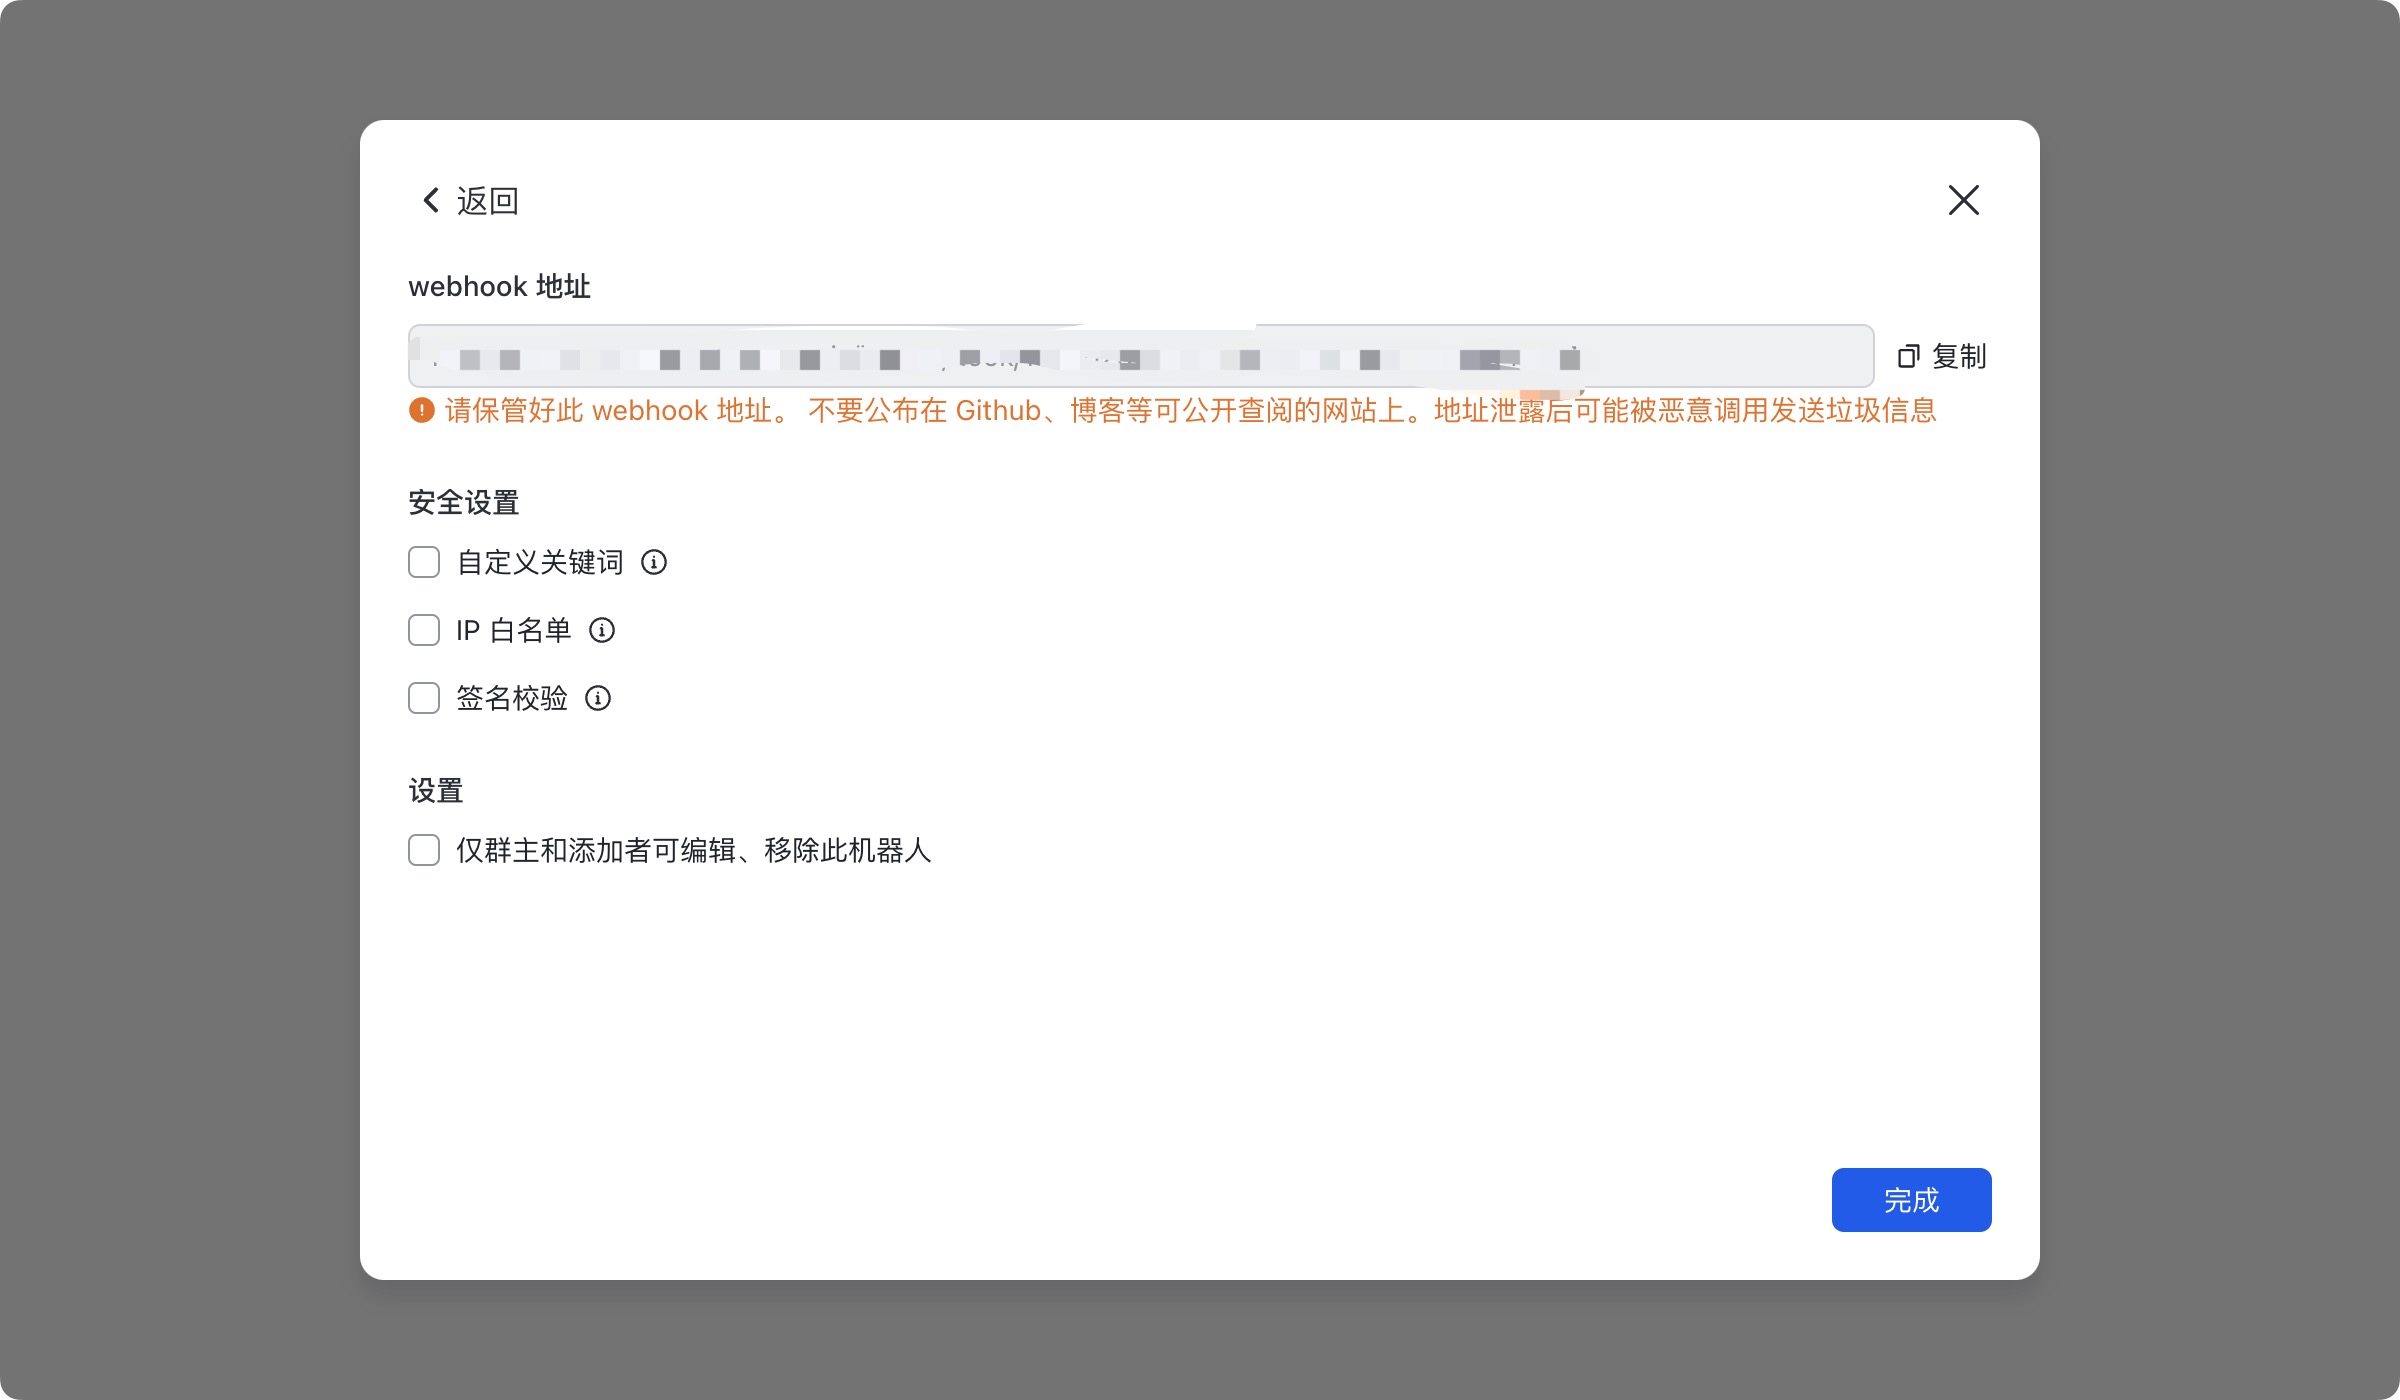 返回
webhook 地址
复制
请保管好此 webhook 地址。 不要公布在 Github、博客等可公开查阅的网站上。地址泄露后可能被恶意调用发送垃圾信息
安全设置
自定义关键词
IP 白名单
签名校验
设置
仅群主和添加者可编辑、移除此机器人
完成